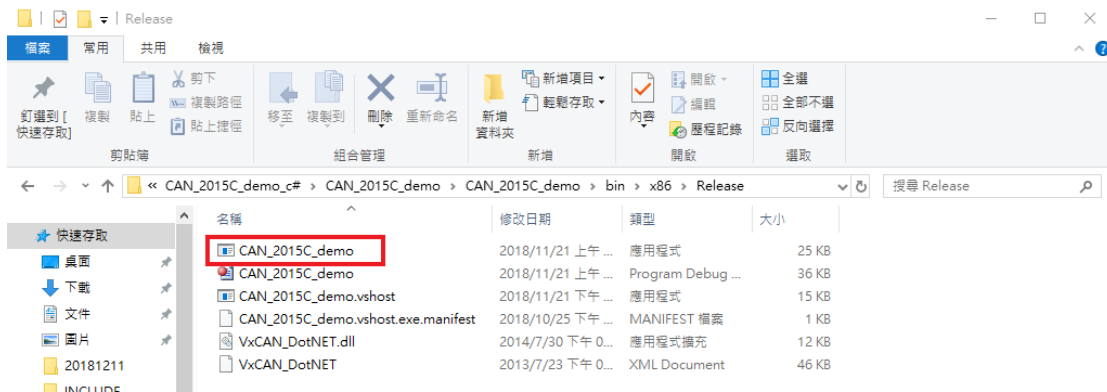 Release
檔案 常用 共用 檢視
釘選到 [快速存取]
複製
貼上
剪下
複製路徑
貼上捷徑
剪貼簿
移至
複製到
刪除
重新命名
組合管理
新增資料夾
新增項目
輕鬆存取
新增
內容
開啟
編輯
歷程記錄
開啟
全選
全部不選
反向選擇
選取
« CAN_2015C_demo_c# › CAN_2015C_demo › CAN_2015C_demo › bin › x86 › Release
搜尋 Release
名稱 修改日期 類型 大小
快速存取
桌面
下載
文件
圖片
20181211
INCLUDE
CAN_2015C_demo 2018/11/21 上午 ... 應用程式 25 KB
CAN_2015C_demo 2018/11/21 上午 ... Program Debug ... 36 KB
CAN_2015C_demo.vshost 2018/11/21 下午 ... 應用程式 15 KB
CAN_2015C_demo.vshost.exe.manifest 2018/10/25 下午 ... MANIFEST 檔案 1 KB
VxCAN_DotNET.dll 2014/7/30 下午 0... 應用程式擴充 12 KB
VxCAN_DotNET 2013/7/23 下午 0... XML Document 46 KB